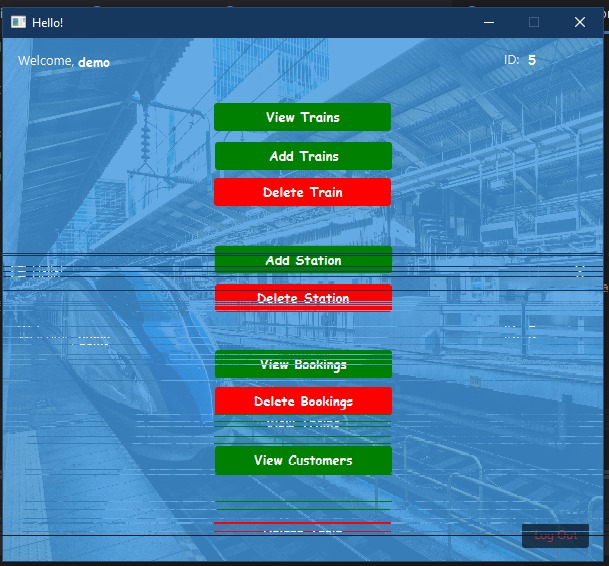 Hello!
Welcome, demo
ID: 5
View Trains
Add Trains
Delete Train
Add Station
Delete Station
View Bookings
Delete Bookings
View Customers
Log Out